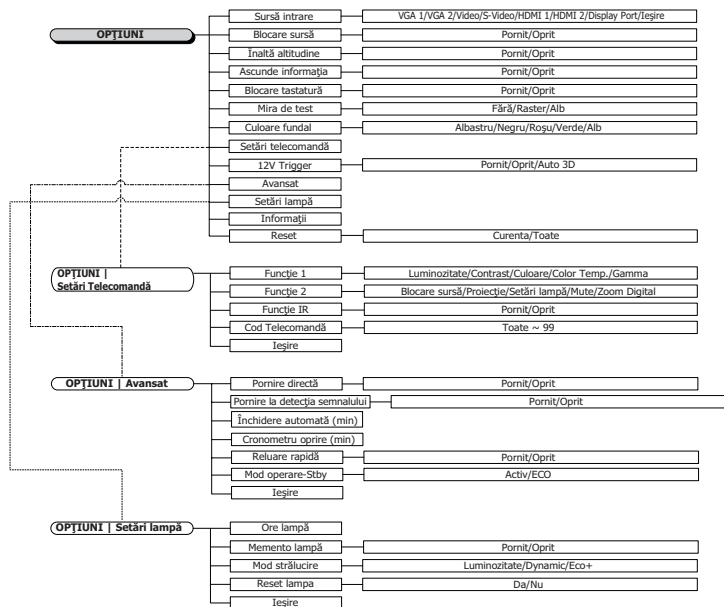 OPŢIUNI
Sursă intrare
VGA 1/VGA 2/Video/S-Video/HDMI 1/HDMI 2/Display Port/Ieşire
Blocare sursă
Pornit/Oprit
Înaltă altitudine
Pornit/Oprit
Ascunde informaţia
Pornit/Oprit
Blocare tastatură
Pornit/Oprit
Mira de test
Fără/Raster/Alb
Culoare fundal
Albastru/Negru/Roşu/Verde/Alb
Setări telecomandă
12V Trigger
Pornit/Oprit/Auto 3D
Avansat
Setări lampă
Informaţii
Reset
Curenta/Toate
OPŢIUNI |
Setări Telecomandă
Funcţie 1
Luminozitate/Contrast/Culoare/Color Temp./Gamma
Funcţie 2
Blocare sursă/Proiecţie/Setări lampă/Mute/Zoom Digital
Funcţie IR
Pornit/Oprit
Cod Telecomandă
Toate ~ 99
Ieşire
OPŢIUNI | Avansat
Pornire directă
Pornit/Oprit
Pornire la detecţia semnalului
Pornit/Oprit
Închidere automată (min)
Cronometru oprire (min)
Reluare rapidă
Pornit/Oprit
Mod operare-Stby
Activ/ECO
Ieşire
OPŢIUNI | Setări lampă
Ore lampă
Memento lampă
Pornit/Oprit
Mod strălucire
Luminozitate/Dynamic/Eco+
Reset lampa
Da/Nu
Ieşire